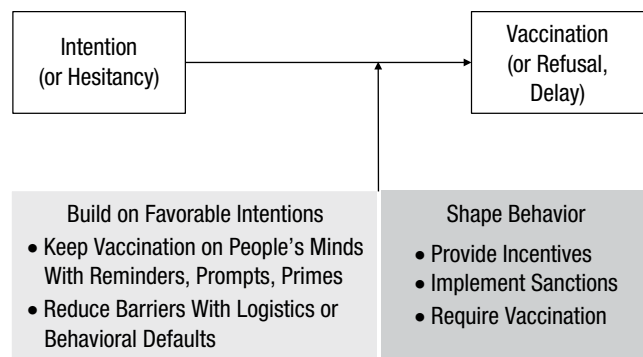 Intention
(or Hesitancy)
Vaccination
(or Refusal,
Delay)
Build on Favorable Intentions
• Keep Vaccination on People’s Minds
With Reminders, Prompts, Primes
• Reduce Barriers With Logistics or
Behavioral Defaults
Shape Behavior
• Provide Incentives
• Implement Sanctions
• Require Vaccination